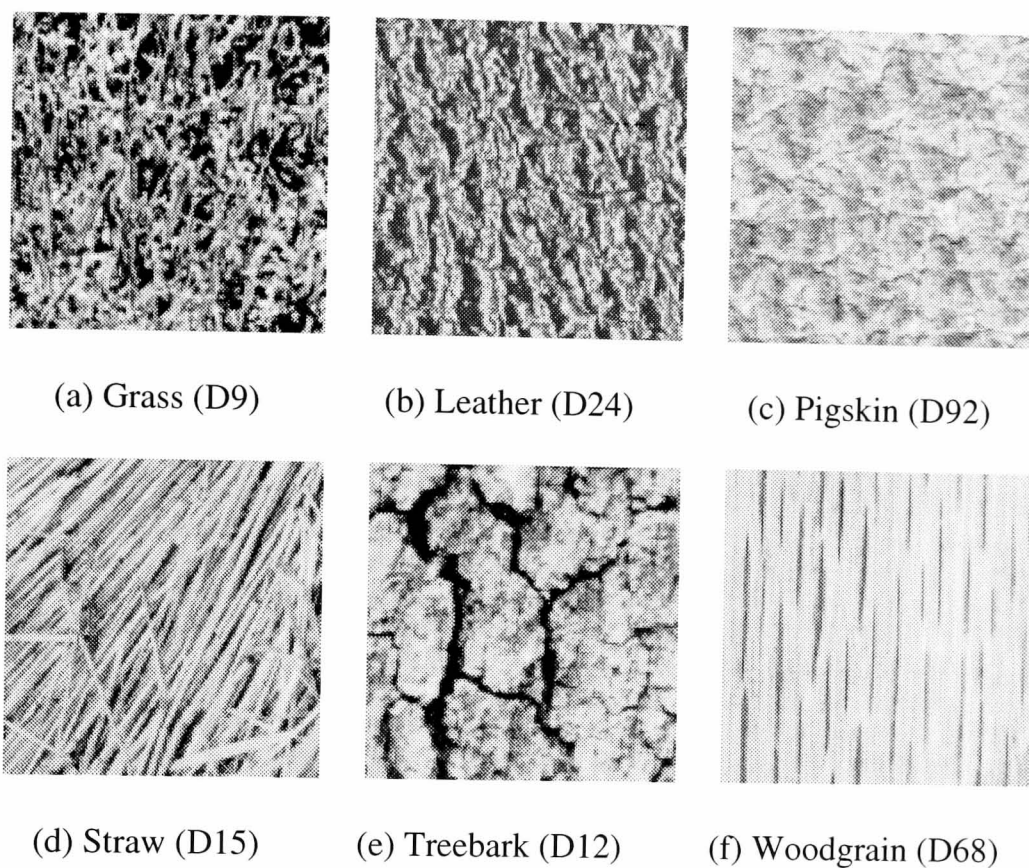 (a) Grass (D9)
(b) Leather (D24)
(c) Pigskin (D92)
(d) Straw (D15)
(e) Treebark (D12)
(f) Woodgrain (D68)